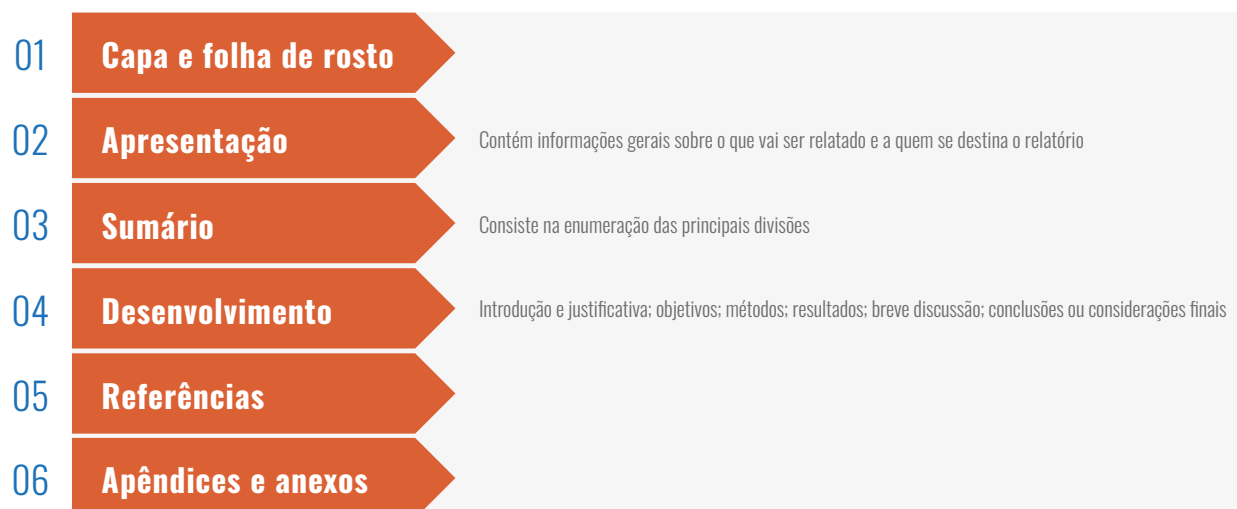 01 Capa e folha de rosto
02 Apresentação Contém informações gerais sobre o que vai ser relatado e a quem se destina o relatório
03 Sumário Consiste na enumeração das principais divisões
04 Desenvolvimento Introdução e justificativa; objetivos; métodos; resultados; breve discussão; conclusões ou considerações finais
05 Referências
06 Apêndices e anexos